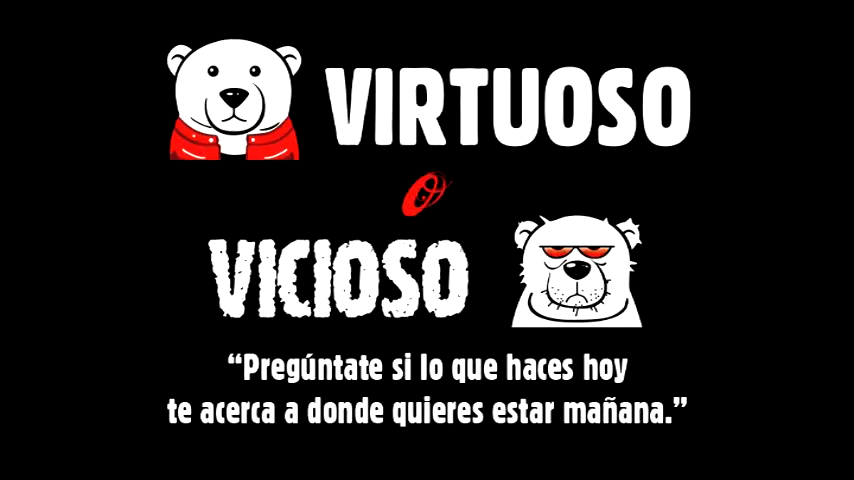 VIRTUOSO
O
VICIOSO
“Pregúntate si lo que haces hoy
te acerca a donde quieres estar mañana.”